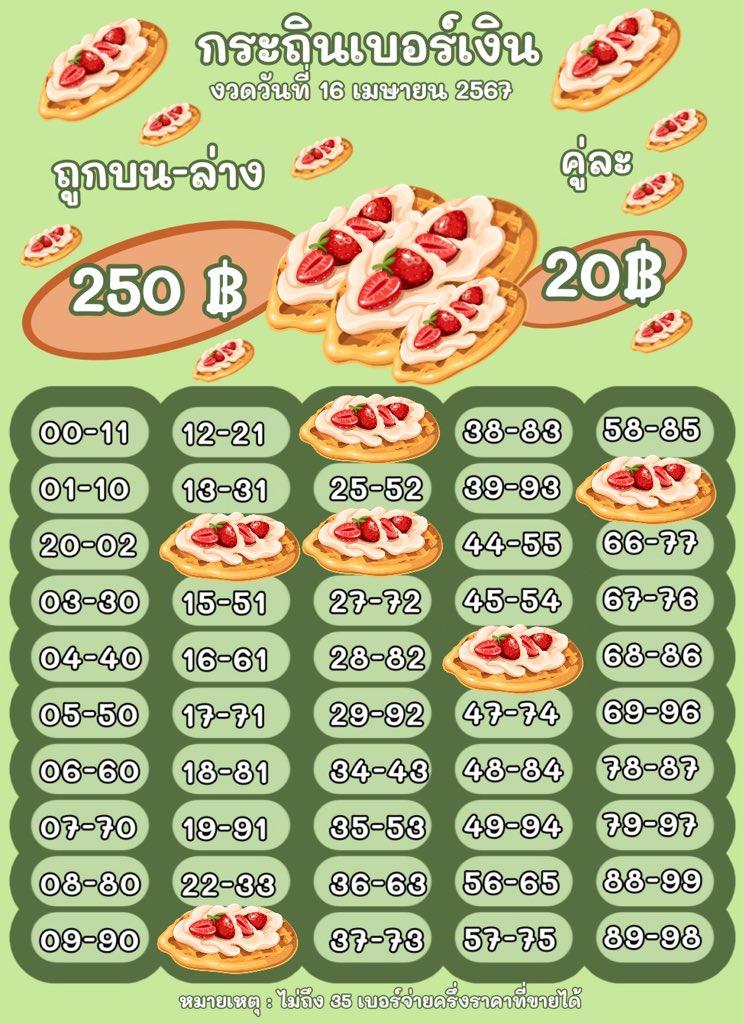 กระถินเบอร์เงิน
งวดวันที่ 16 เมษายน 2567
ถูกบน-ล่าง
คู่ละ
250 ฿
20฿
00-11 12-21 38-83 58-85
01-10 13-31 25-52 39-93
20-02 44-55 66-77
03-30 15-51 27-72 45-54 67-76
04-40 16-61 28-82 68-86
05-50 17-71 29-92 47-74 69-96
06-60 18-81 34-43 48-84 78-87
07-70 19-91 35-53 49-94 79-97
08-80 22-33 36-63 56-65 88-99
09-90 37-73 57-75 89-98
หมายเหตุ : ไม่ถึง 35 เบอร์จ่ายครึ่งราคาที่ขายได้